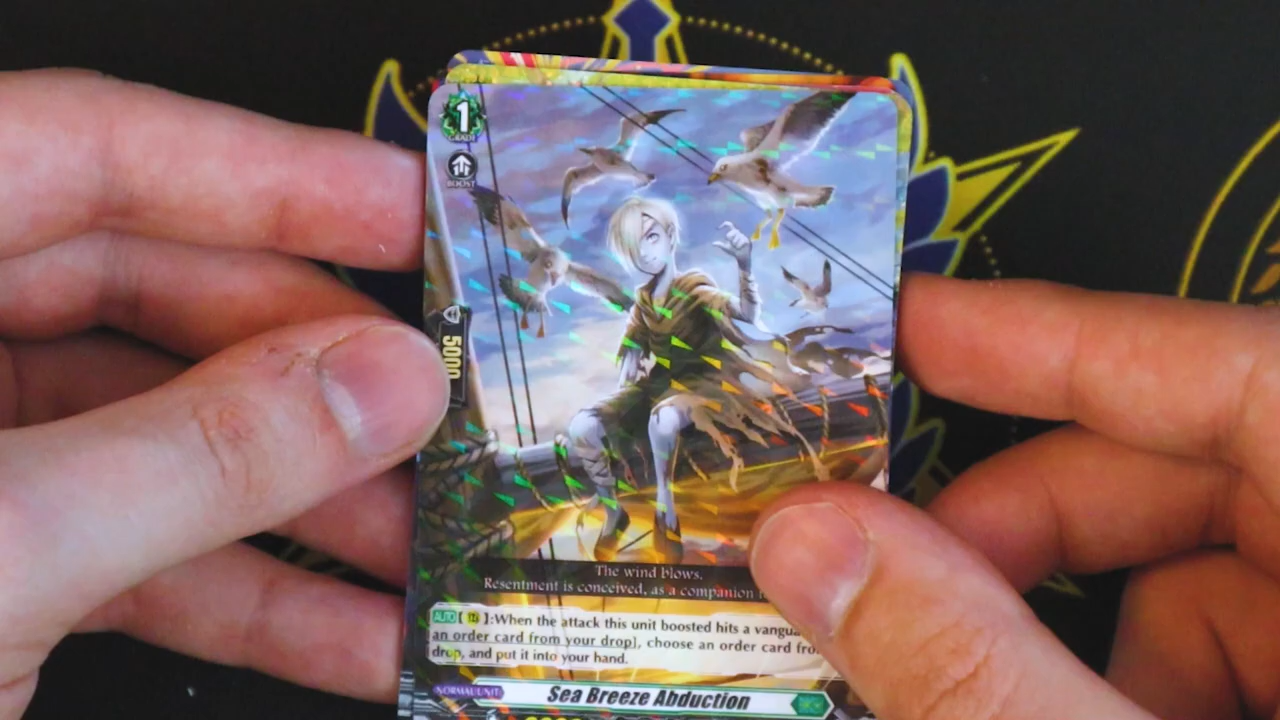 1
GRADE
BOOST
5000
The wind blows.
Resentment is conceived, as a companion
AUTO [ ]:When the attack this unit boosted hits a
an order card from your drop], choose an order card
drop, and put it into your hand.
NORMAL UNIT
Sea Breeze Abduction